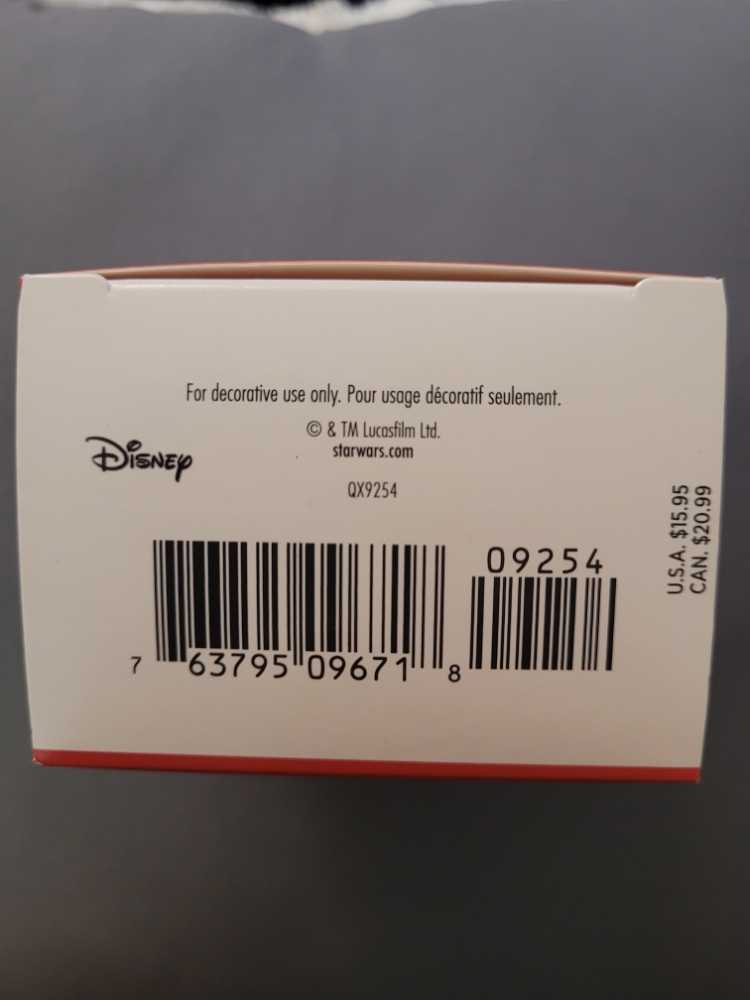 For decorative use only. Pour usage décoratif seulement.
© & TM Lucasfilm Ltd.
starwars.com
Disney
QX9254
U.S.A. $15.95
CAN. $20.99
09254
7 63795 09671 8